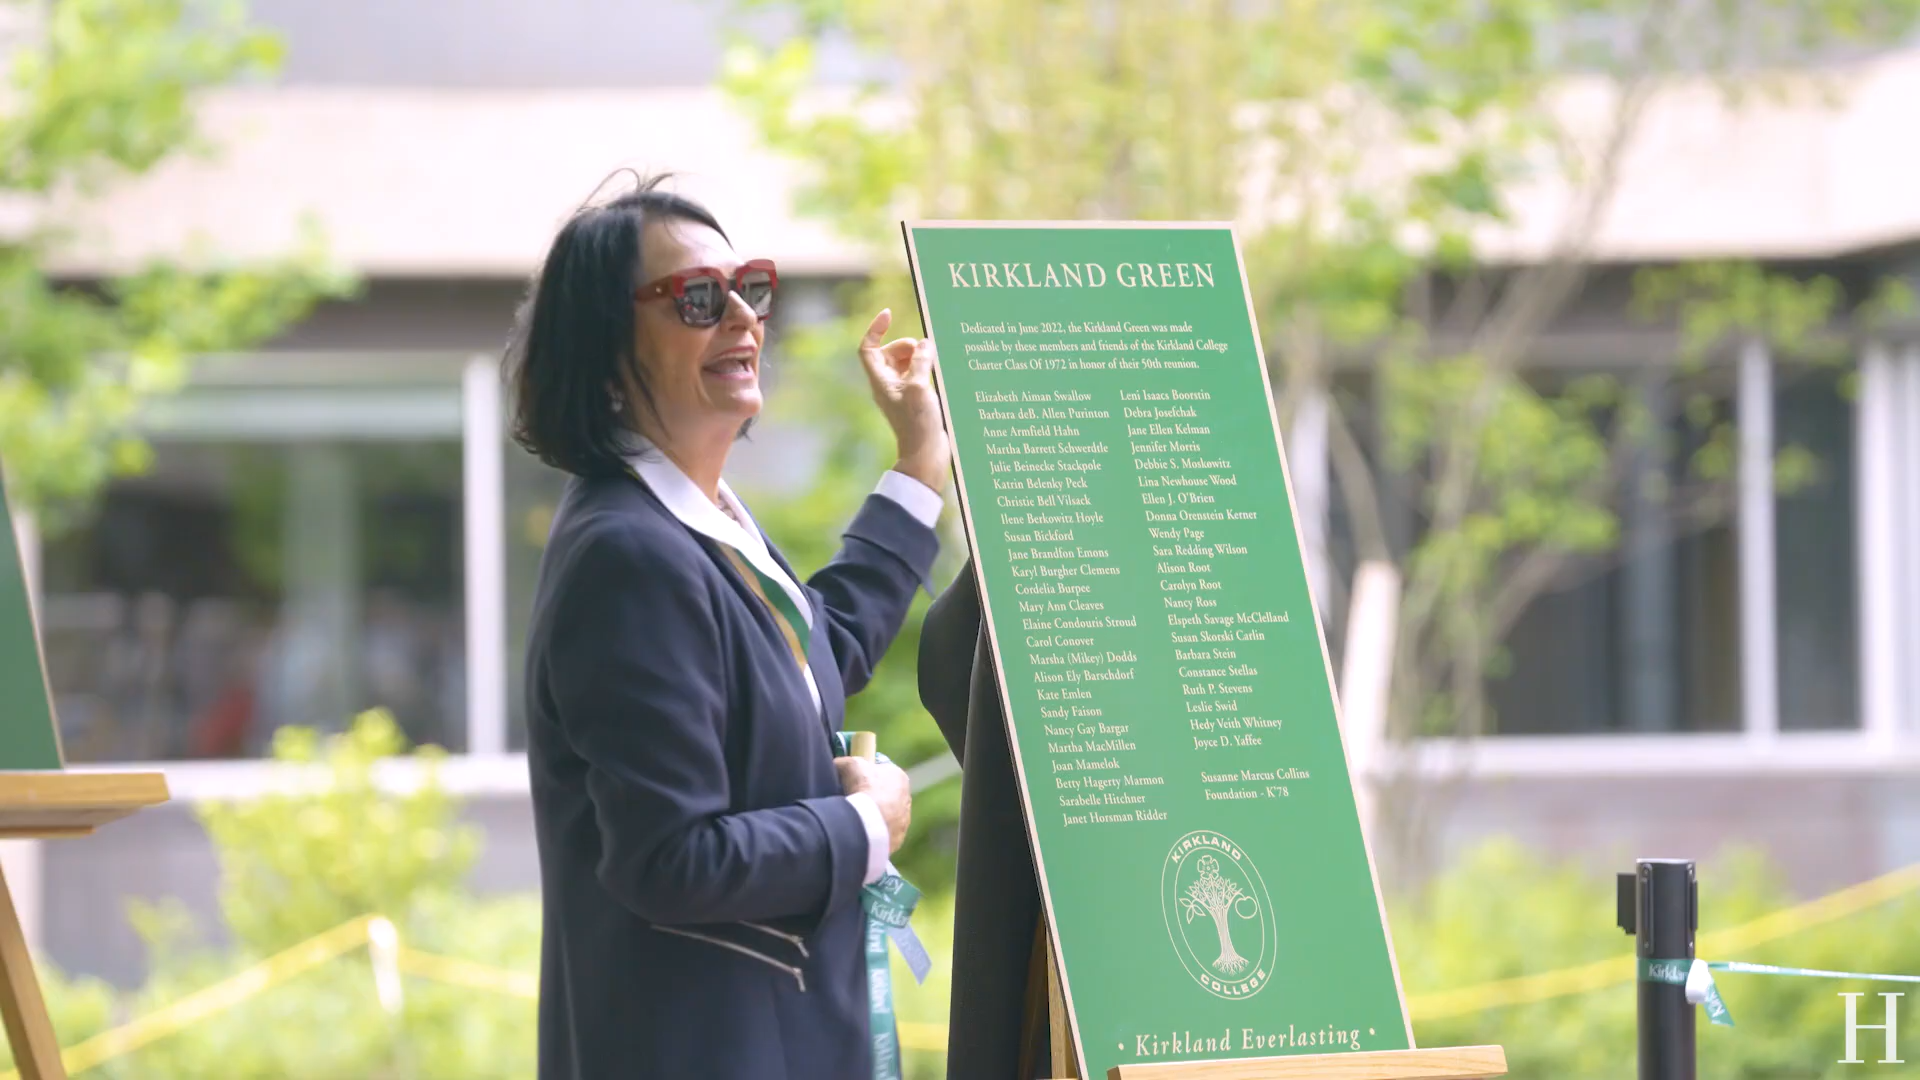 KIRKLAND GREEN
Dedicated in June 2022, the Kirkland Green was made
possible by these members and friends of the Kirkland College
Charter Class Of 1972 in honor of their 50th reunion.
Elizabeth Aiman Swallow
Barbara deB. Allen Purinton
Anne Armfield Hahn
Martha Barrett Schwerdtle
Julie Beinecke Stackpole
Katrin Belenky Peck
Christie Bell Vilsack
Ilene Berkowitz Hoyle
Susan Bickford
Jane Brandfon Emons
Karyl Burgher Clemens
Cordelia Burpee
Mary Ann Cleaves
Elaine Condouris Stroud
Carol Conover
Marsha (Mikey) Dodds
Alison Ely Barschdorf
Kate Emlen
Sandy Faison
Nancy Gay Bargar
Martha MacMillen
Joan Mamelok
Betty Hagerty Marmon
Sarabelle Hitchner
Janet Horsman Ridder
Leni Isaacs Boorstin
Debra Josefchak
Jane Ellen Kelman
Jennifer Morris
Debbie S. Moskowitz
Lina Newhouse Wood
Ellen J. O'Brien
Donna Orenstein Kerner
Wendy Page
Sara Redding Wilson
Alison Root
Carolyn Root
Nancy Ross
Elspeth Savage McClelland
Susan Skorski Carlin
Barbara Stein
Constance Stellas
Ruth P. Stevens
Leslie Swid
Hedy Veith Whitney
Joyce D. Yaffee
Susanne Marcus Collins
Foundation - K'78
KIRKLAND
COLLEGE
• Kirkland Everlasting •
H